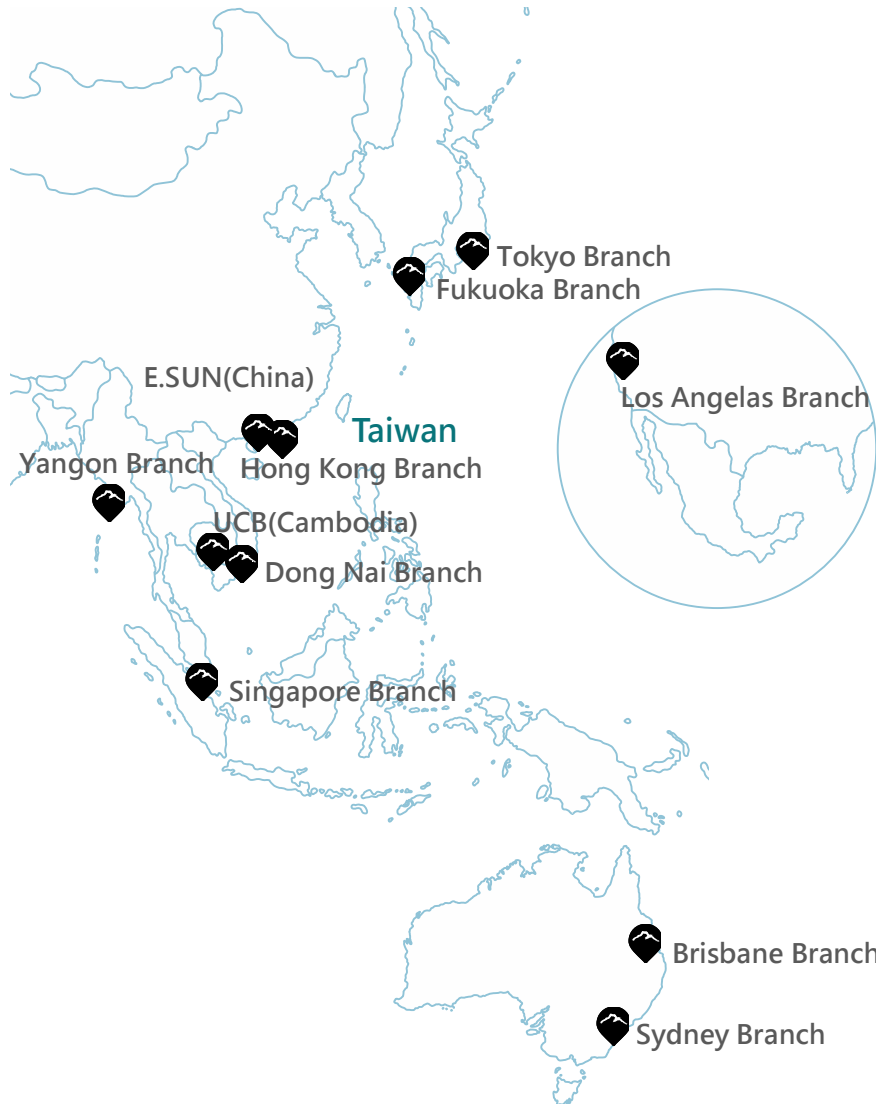 Tokyo Branch
Fukuoka Branch
E.SUN(China)
Los Angelas Branch
Taiwan
Yangon Branch
Hong Kong Branch
UCB(Cambodia)
Dong Nai Branch
Singapore Branch
Brisbane Branch
Sydney Branch